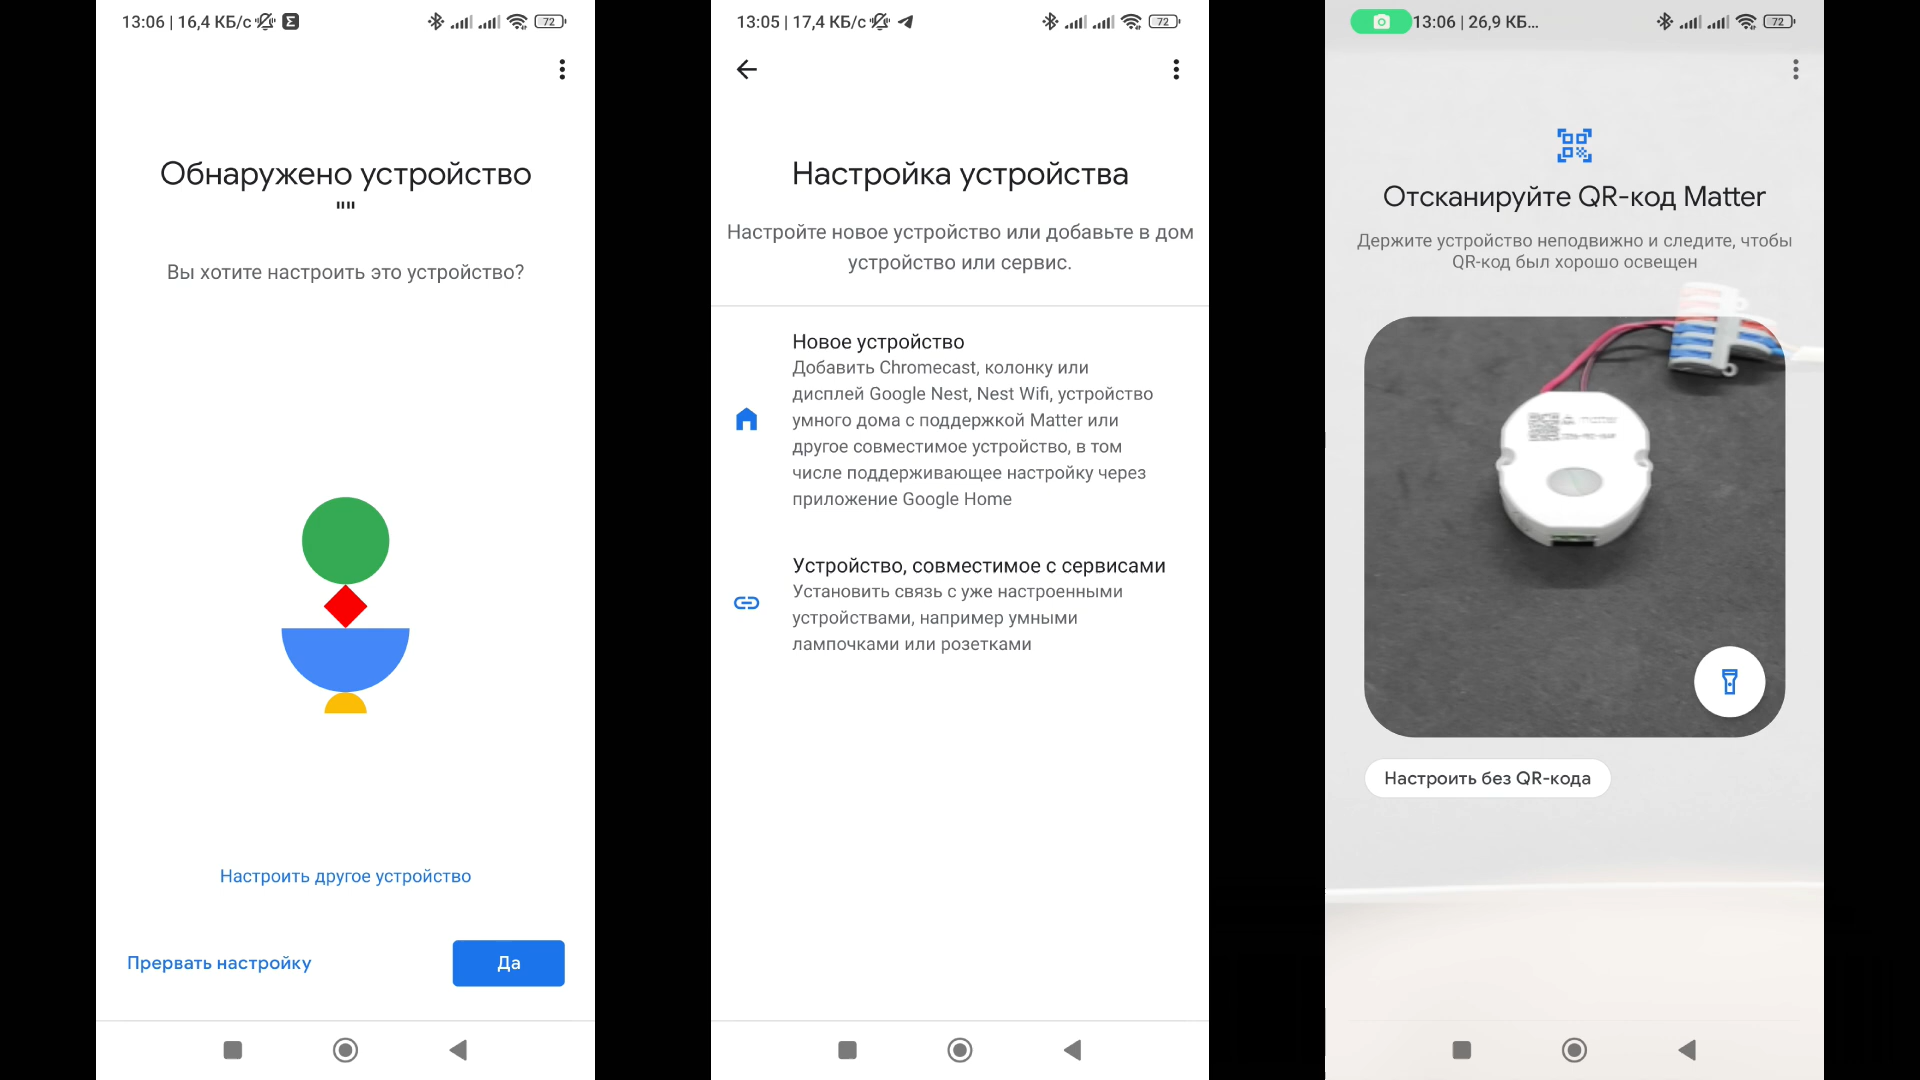 13:06 | 16,4 КБ/с
72
Обнаружено устройство
""
Вы хотите настроить это устройство?
Настроить другое устройство
Прервать настройку
Да
13:05 | 17,4 КБ/с
72
Настройка устройства
Настройте новое устройство или добавьте в дом
устройство или сервис.
Новое устройство
Добавить Chromecast, колонку или
дисплей Google Nest, Nest Wifi, устройство
умного дома с поддержкой Matter или
другое совместимое устройство, в том
числе поддерживающее настройку через
приложение Google Home
Устройство, совместимое с сервисами
Установить связь с уже настроенными
устройствами, например умными
лампочками или розетками
13:06 | 26,9 КБ...
72
Отсканируйте QR-код Matter
Держите устройство неподвижно и следите, чтобы
QR-код был хорошо освещен
Настроить без QR-кода